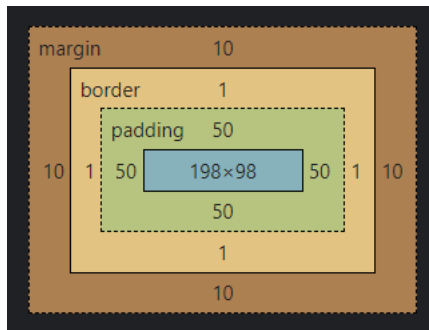 margin 10
border 1
padding 50
10 1 50 198×98 50 1 10
50
1
10